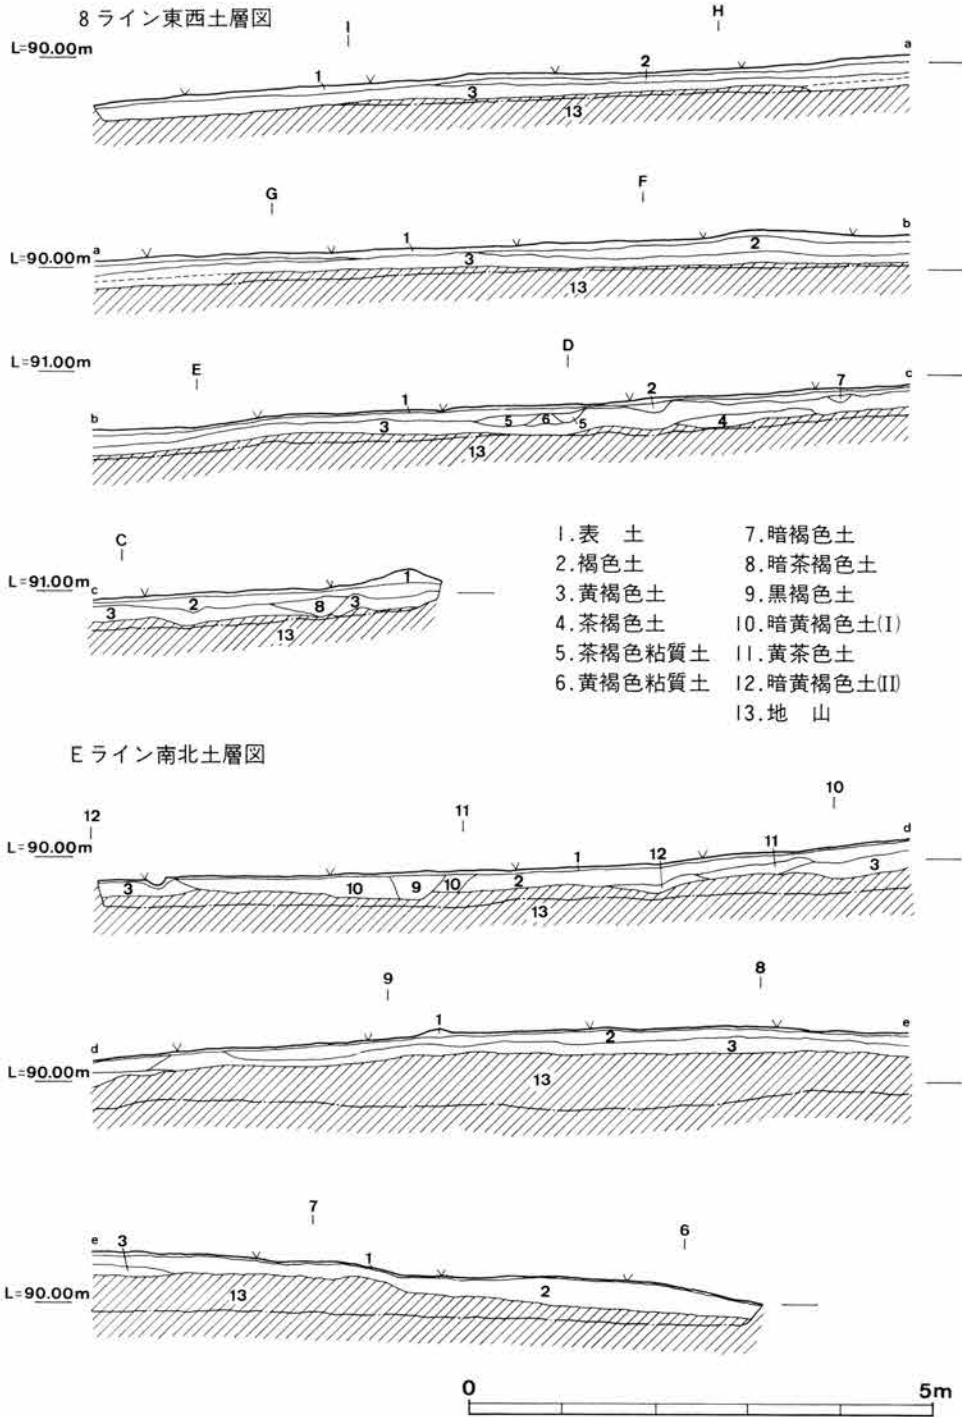 8ライン東西土層図
I H
L=90.00m a
1 2
3
13
G F
1 b
L=90.00m a 2
3
13
L=91.00m D
E 7 c
1 2
b 3 5 6 5 4
13
C
L=91.00m 1
c 3 2 8 3
13
1.表 土
2.褐色土
3.黄褐色土
4.茶褐色土
5.茶褐色粘質土
6.黄褐色粘質土
7.暗褐色土
8.暗茶褐色土
9.黒褐色土
10.暗黄褐色土(I)
11.黄茶色土
12.暗黄褐色土(II)
13.地 山
Eライン南北土層図
12 11 10
L=90.00m 1 12 11 d
3 10 9 10 2 3
13
9 8
1 e
d 2 3
L=90.00m 13
7 6
e 3 1
L=90.00m 13 2
0 5m